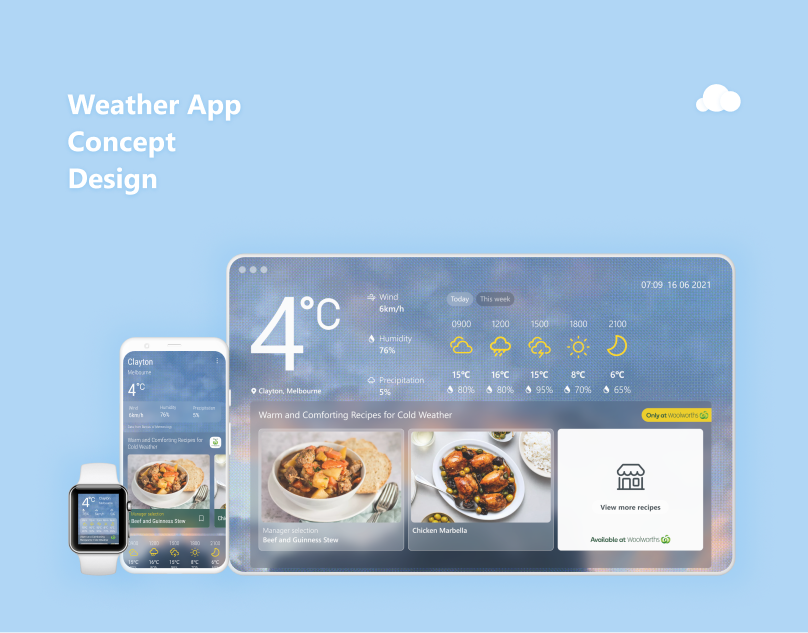 Weather App
Concept
Design
07:09 16 06 2021
4°C
Wind
6km/h
Humidity
76%
Precipitation
5%
Clayton, Melbourne
Today
This week
0900 1200 1500 1800 2100
15°C 16°C 15°C 8°C 6°C
80% 80% 95% 70% 65%
Warm and Comforting Recipes for Cold Weather
Only at Woolworths
Manager selection
Beef and Guinness Stew
Chicken Marbella
View more recipes
Available at Woolworths
Clayton
Melbourne
4°C
Wind Humidity Precipitation
6km/h 76% 5%
Warm and Comforting Recipes for
Cold Weather
Manager selection
Beef and Guinness Stew
Chi
0900 1200 1500 1800 2100
15°C 16°C 15°C 8°C 6°C
4°C
Clayton